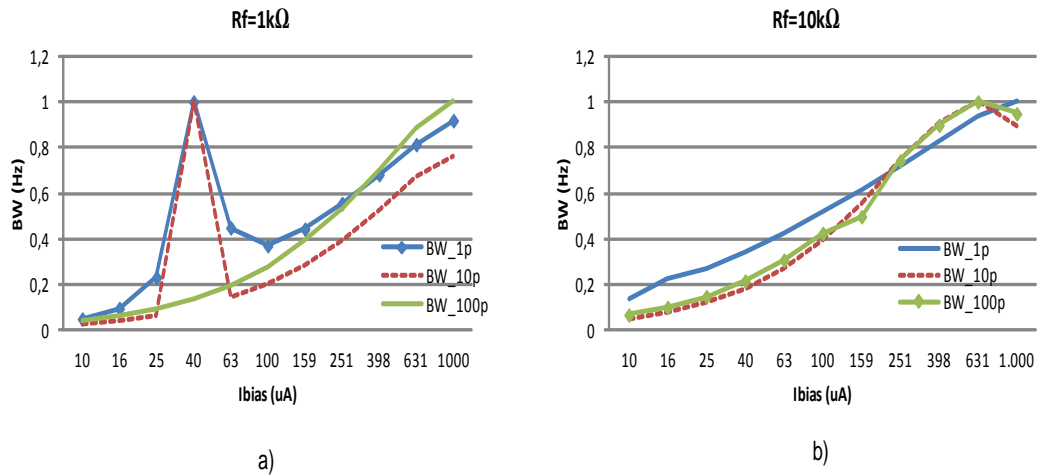 Rf=1kΩ
1,2
1
0,8
0,6
0,4
0,2
0
BW (Hz)
10 16 25 40 63 100 159 251 398 631 1000
Ibias (uA)
BW_1p
BW_10p
BW_100p
a)
Rf=10kΩ
1,2
1
0,8
0,6
0,4
0,2
0
BW (Hz)
10 16 25 40 63 100 159 251 398 631 1.000
Ibias (uA)
BW_1p
BW_10p
BW_100p
b)